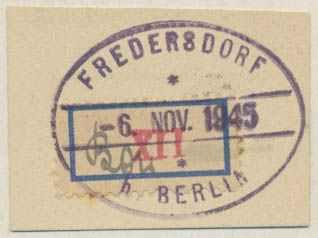 FREDERSDORF
*
-6. NOV. 1945
XII
*
b. BERLIN